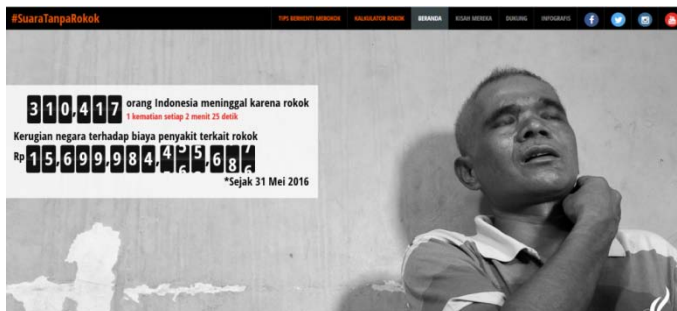 #SuaraTanpaRokok
TIPS BERHENTI MEROKOK KALKULATOR ROKOK BERANDA KISAH MEREKA DUKUNG INFOGRAFIS
310,417 orang Indonesia meninggal karena rokok
1 kematian setiap 2 menit 25 detik
Kerugian negara terhadap biaya penyakit terkait rokok
Rp 15,699,984,
*Sejak 31 Mei 2016